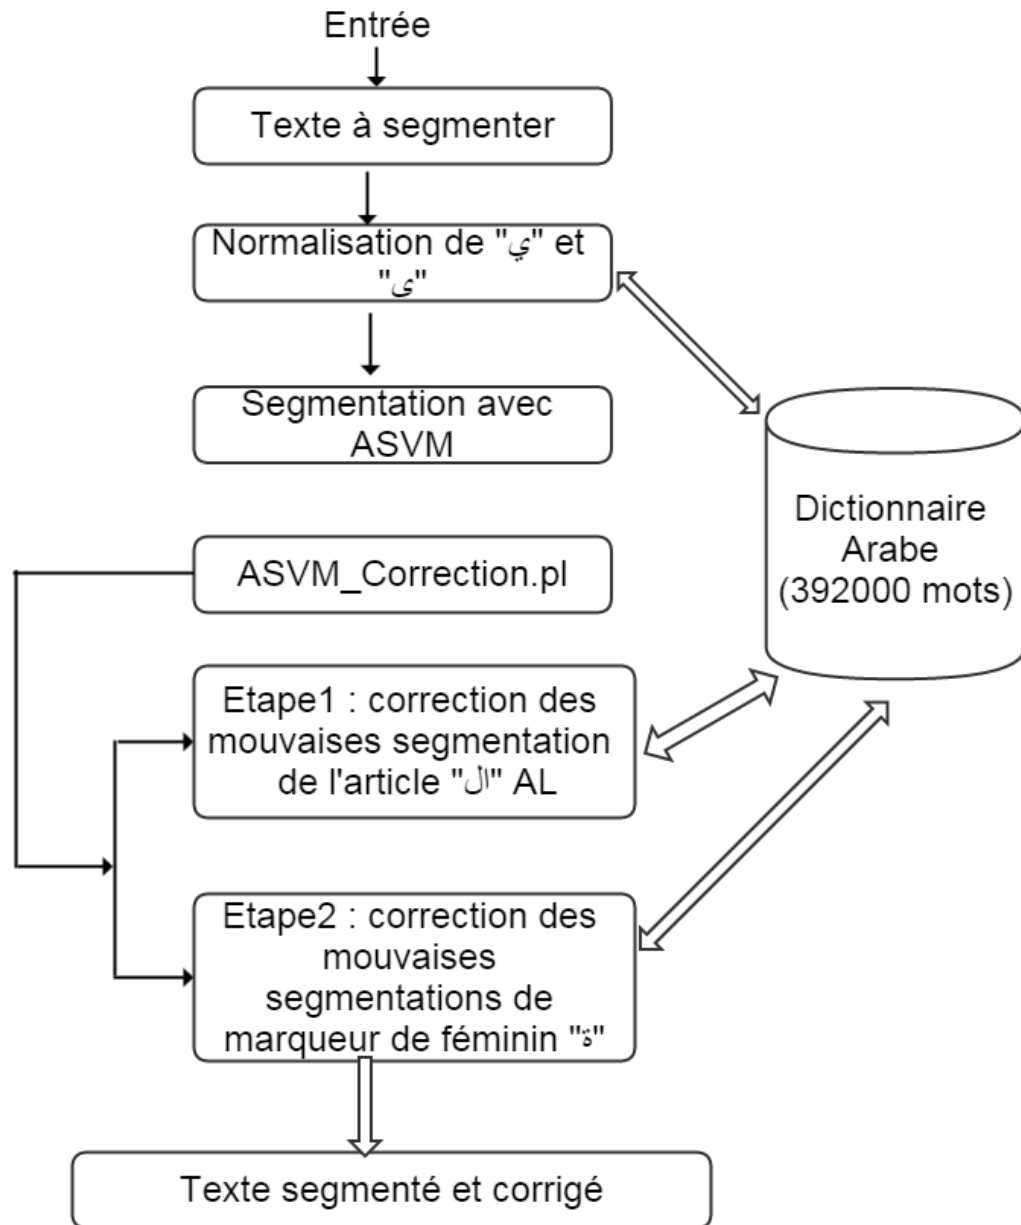 Entrée
Texte à segmenter
Normalisation de "ي" et
"ى"
Segmentation avec
ASVM
Dictionnaire
Arabe
(392000 mots)
ASVM_Correction.pl
Etape1 : correction des
mouvaises segmentation
de l'article "ال" AL
Etape2 : correction des
mouvaises
segmentations de
marqueur de féminin "ة"
Texte segmenté et corrigé